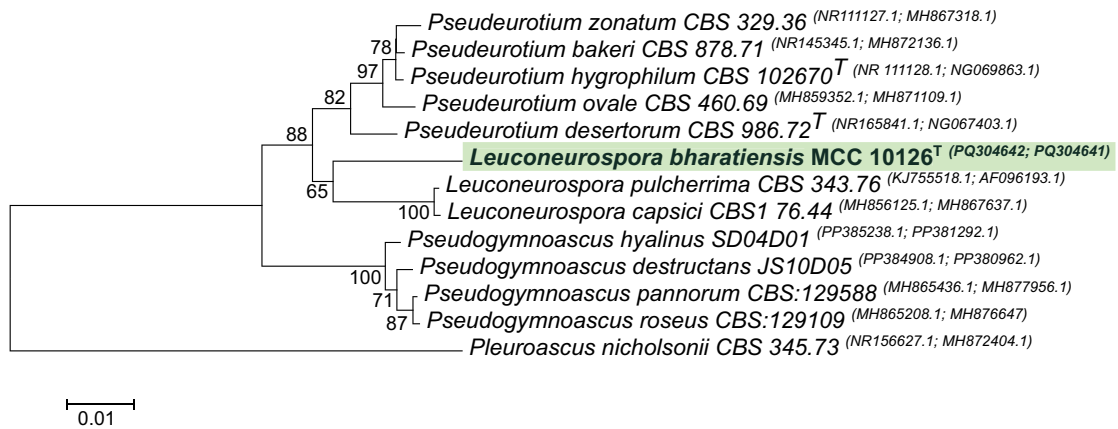 Pseudeurotium zonatum CBS 329.36 (NR111127.1; MH867318.1)
78 Pseudeurotium bakeri CBS 878.71 (NR145345.1; MH872136.1)
97 Pseudeurotium hygrophilum CBS 102670T (NR 111128.1; NG069863.1)
82 Pseudeurotium ovale CBS 460.69 (MH859352.1; MH871109.1)
88 Pseudeurotium desertorum CBS 986.72T (NR165841.1; NG067403.1)
Leuconeurospora bharatiensis MCC 10126T (PQ304642; PQ304641)
65 Leuconeurospora pulcherrima CBS 343.76 (KJ755518.1; AF096193.1)
100 Leuconeurospora capsici CBS1 76.44 (MH856125.1; MH867637.1)
Pseudogymnoascus hyalinus SD04D01 (PP385238.1; PP381292.1)
100 Pseudogymnoascus destructans JS10D05 (PP384908.1; PP380962.1)
71 Pseudogymnoascus pannorum CBS:129588 (MH865436.1; MH877956.1)
87 Pseudogymnoascus roseus CBS:129109 (MH865208.1; MH876647)
Pleuroascus nicholsonii CBS 345.73 (NR156627.1; MH872404.1)
0.01